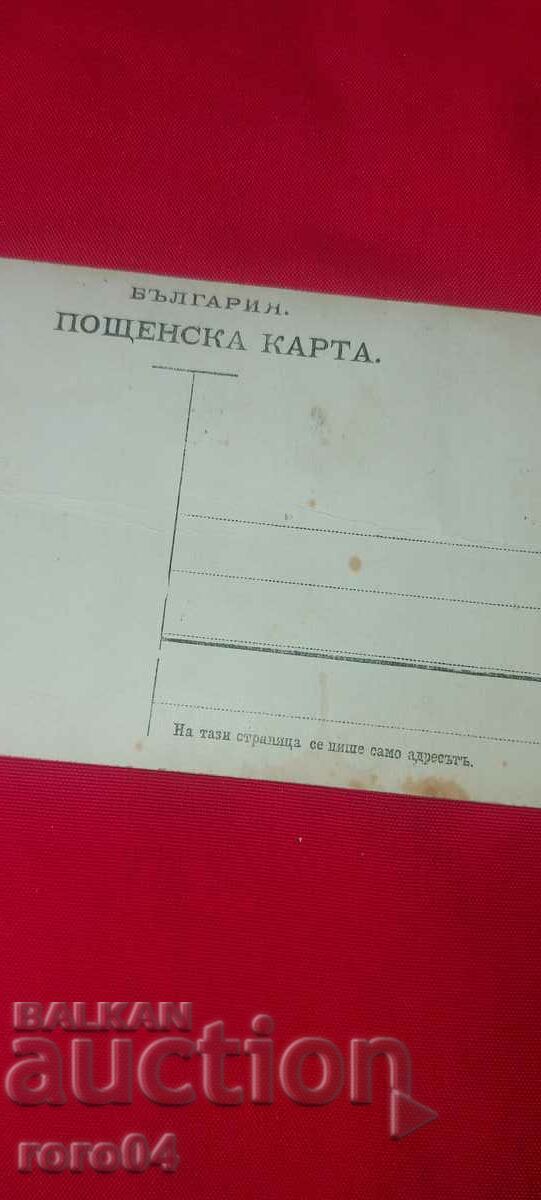 БЪЛГАРИЯ.
ПОЩЕНСКА КАРТА.
На тази страница се пише само адресътъ.
BALKAN
auction
roro04